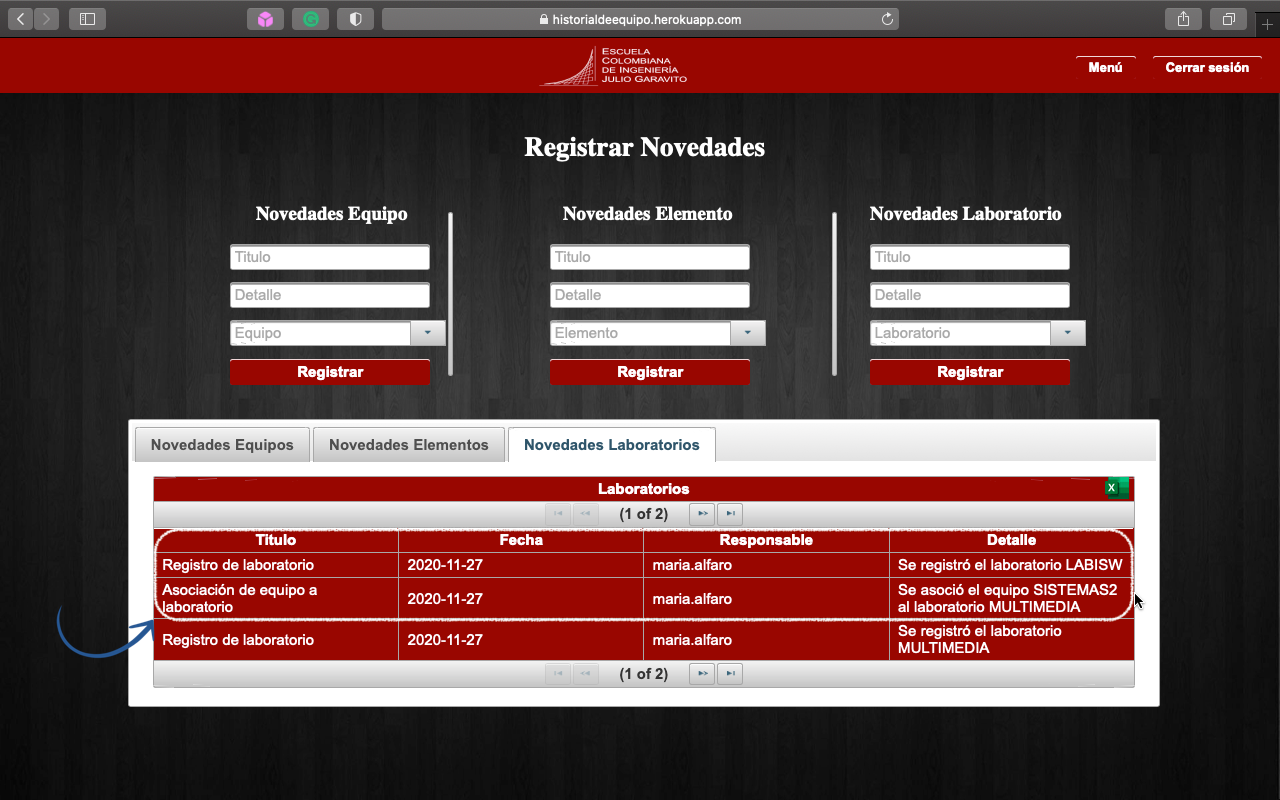 historialdeequipo.herokuapp.com
ESCUELA
COLOMBIANA
DE INGENIERÍA
JULIO GARAVITO
Menú
Cerrar sesión
Registrar Novedades
Novedades Equipo
Novedades Elemento
Novedades Laboratorio
Titulo
Titulo
Titulo
Detalle
Detalle
Detalle
Equipo
Elemento
Laboratorio
Registrar
Registrar
Registrar
Novedades Equipos
Novedades Elementos
Novedades Laboratorios
Laboratorios
X
(1 of 2)
Titulo Fecha Responsable Detalle
Registro de laboratorio 2020-11-27 maria.alfaro Se registró el laboratorio LABISW
Asociación de equipo a
laboratorio
2020-11-27
maria.alfaro
Se asoció el equipo SISTEMAS2
al laboratorio MULTIMEDIA
Registro de laboratorio
2020-11-27
maria.alfaro
Se registró el laboratorio
MULTIMEDIA
(1 of 2)